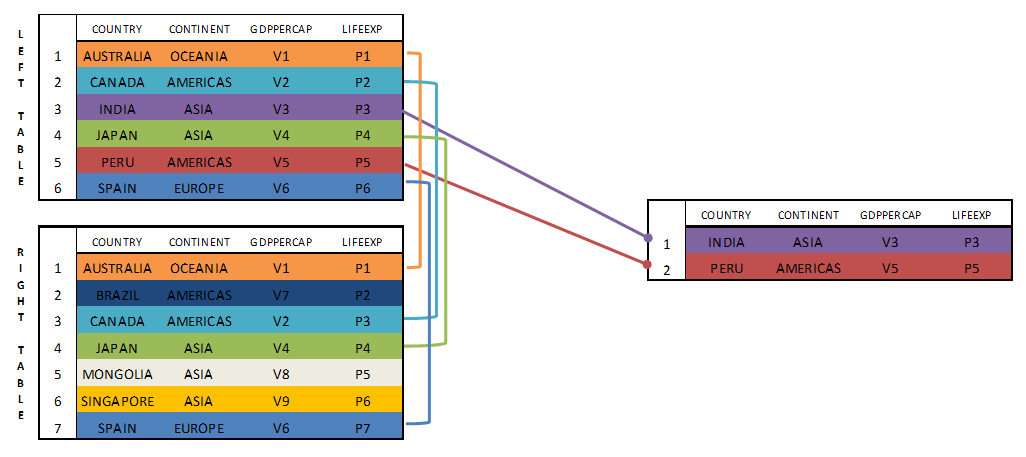 LEFT TABLE
COUNTRY CONTINENT GDPPERCAP LIFEEXP
1 AUSTRALIA OCEANIA V1 P1
2 CANADA AMERICAS V2 P2
3 INDIA ASIA V3 P3
4 JAPAN ASIA V4 P4
5 PERU AMERICAS V5 P5
6 SPAIN EUROPE V6 P6
RIGHT TABLE
COUNTRY CONTINENT GDPPERCAP LIFEEXP
1 AUSTRALIA OCEANIA V1 P1
2 BRAZIL AMERICAS V7 P2
3 CANADA AMERICAS V2 P3
4 JAPAN ASIA V4 P4
5 MONGOLIA ASIA V8 P5
6 SINGAPORE ASIA V9 P6
7 SPAIN EUROPE V6 P7
COUNTRY CONTINENT GDPPERCAP LIFEEXP
1 INDIA ASIA V3 P3
2 PERU AMERICAS V5 P5